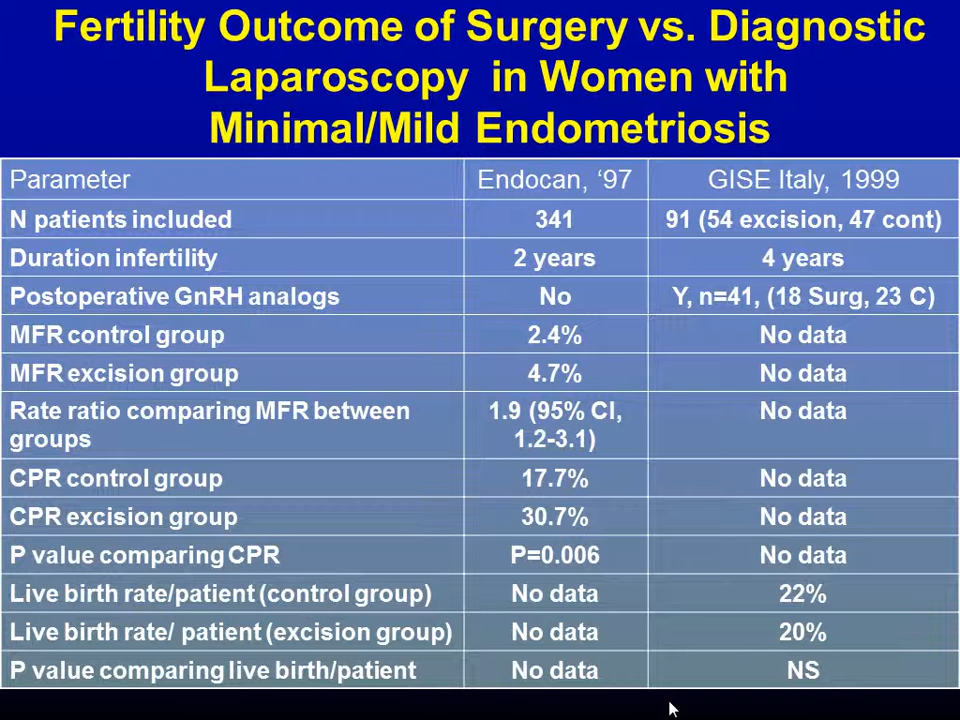 Fertility Outcome of Surgery vs. Diagnostic
Laparoscopy in Women with
Minimal/Mild Endometriosis
Parameter Endocan, ‘97 GISE Italy, 1999
N patients included 341 91 (54 excision, 47 cont)
Duration infertility 2 years 4 years
Postoperative GnRH analogs No Y, n=41, (18 Surg, 23 C)
MFR control group 2.4% No data
MFR excision group 4.7% No data
Rate ratio comparing MFR between 1.9 (95% CI, No data
groups 1.2-3.1)
CPR control group 17.7% No data
CPR excision group 30.7% No data
P value comparing CPR P=0.006 No data
Live birth rate/patient (control group) No data 22%
Live birth rate/ patient (excision group) No data 20%
P value comparing live birth/patient No data NS